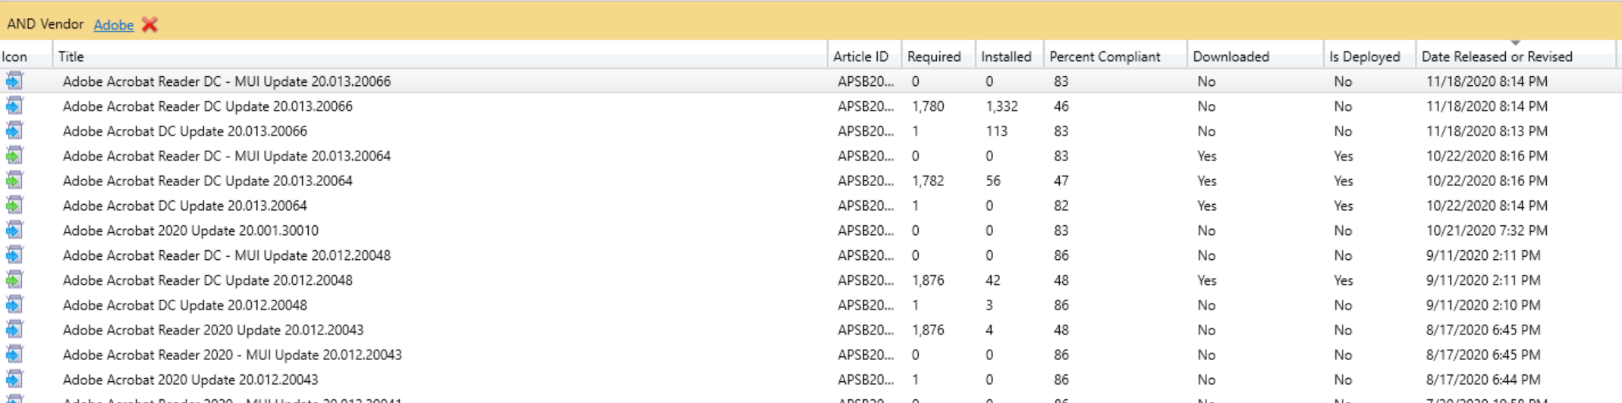 AND Vendor Adobe
Icon Title Article ID Required Installed Percent Compliant Downloaded Is Deployed Date Released or Revised
Adobe Acrobat Reader DC - MUI Update 20.013.20066 APSB20... 0 0 83 No No 11/18/2020 8:14 PM
Adobe Acrobat Reader DC Update 20.013.20066 APSB20... 1,780 1,332 46 No No 11/18/2020 8:14 PM
Adobe Acrobat DC Update 20.013.20066 APSB20... 1 113 83 No No 11/18/2020 8:13 PM
Adobe Acrobat Reader DC - MUI Update 20.013.20064 APSB20... 0 0 83 Yes Yes 10/22/2020 8:16 PM
Adobe Acrobat Reader DC Update 20.013.20064 APSB20... 1,782 56 47 Yes Yes 10/22/2020 8:16 PM
Adobe Acrobat DC Update 20.013.20064 APSB20... 1 0 82 Yes Yes 10/22/2020 8:14 PM
Adobe Acrobat 2020 Update 20.001.30010 APSB20... 0 0 83 No No 10/21/2020 7:32 PM
Adobe Acrobat Reader DC - MUI Update 20.012.20048 APSB20... 0 0 86 No No 9/11/2020 2:11 PM
Adobe Acrobat Reader DC Update 20.012.20048 APSB20... 1,876 42 48 Yes Yes 9/11/2020 2:11 PM
Adobe Acrobat DC Update 20.012.20048 APSB20... 1 3 86 No No 9/11/2020 2:10 PM
Adobe Acrobat Reader 2020 Update 20.012.20043 APSB20... 1,876 4 48 No No 8/17/2020 6:45 PM
Adobe Acrobat Reader 2020 - MUI Update 20.012.20043 APSB20... 0 0 86 No No 8/17/2020 6:45 PM
Adobe Acrobat 2020 Update 20.012.20043 APSB20... 1 0 86 No No 8/17/2020 6:44 PM